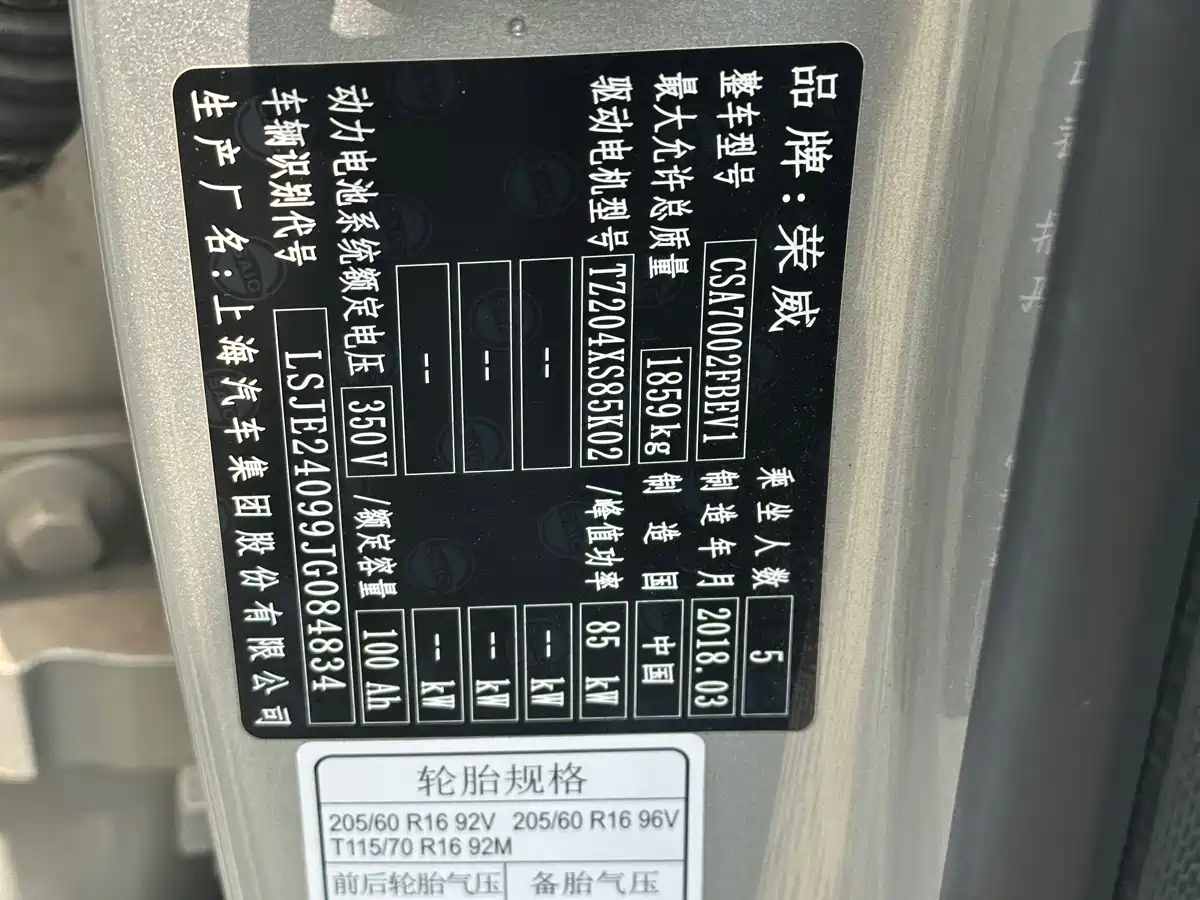 品牌:荣威
乘坐人数 5
整车型号 CSA7002FBEV1 制造年月 2018.03
最大允许总质量 1859kg 制造国 中国
驱动电机型号 TZ204XS85K02 /峰值功率 85 kW
-- -- kW
-- -- kW
-- -- kW
动力电池系统额定电压 350V /额定容量 100 Ah
车辆识别代号 LSJE24099JG084834
生产厂名:上海汽车集团股份有限公司
轮胎规格
205/60 R16 92V 205/60 R16 96V
T115/70 R16 92M
前后轮胎气压 备胎气压